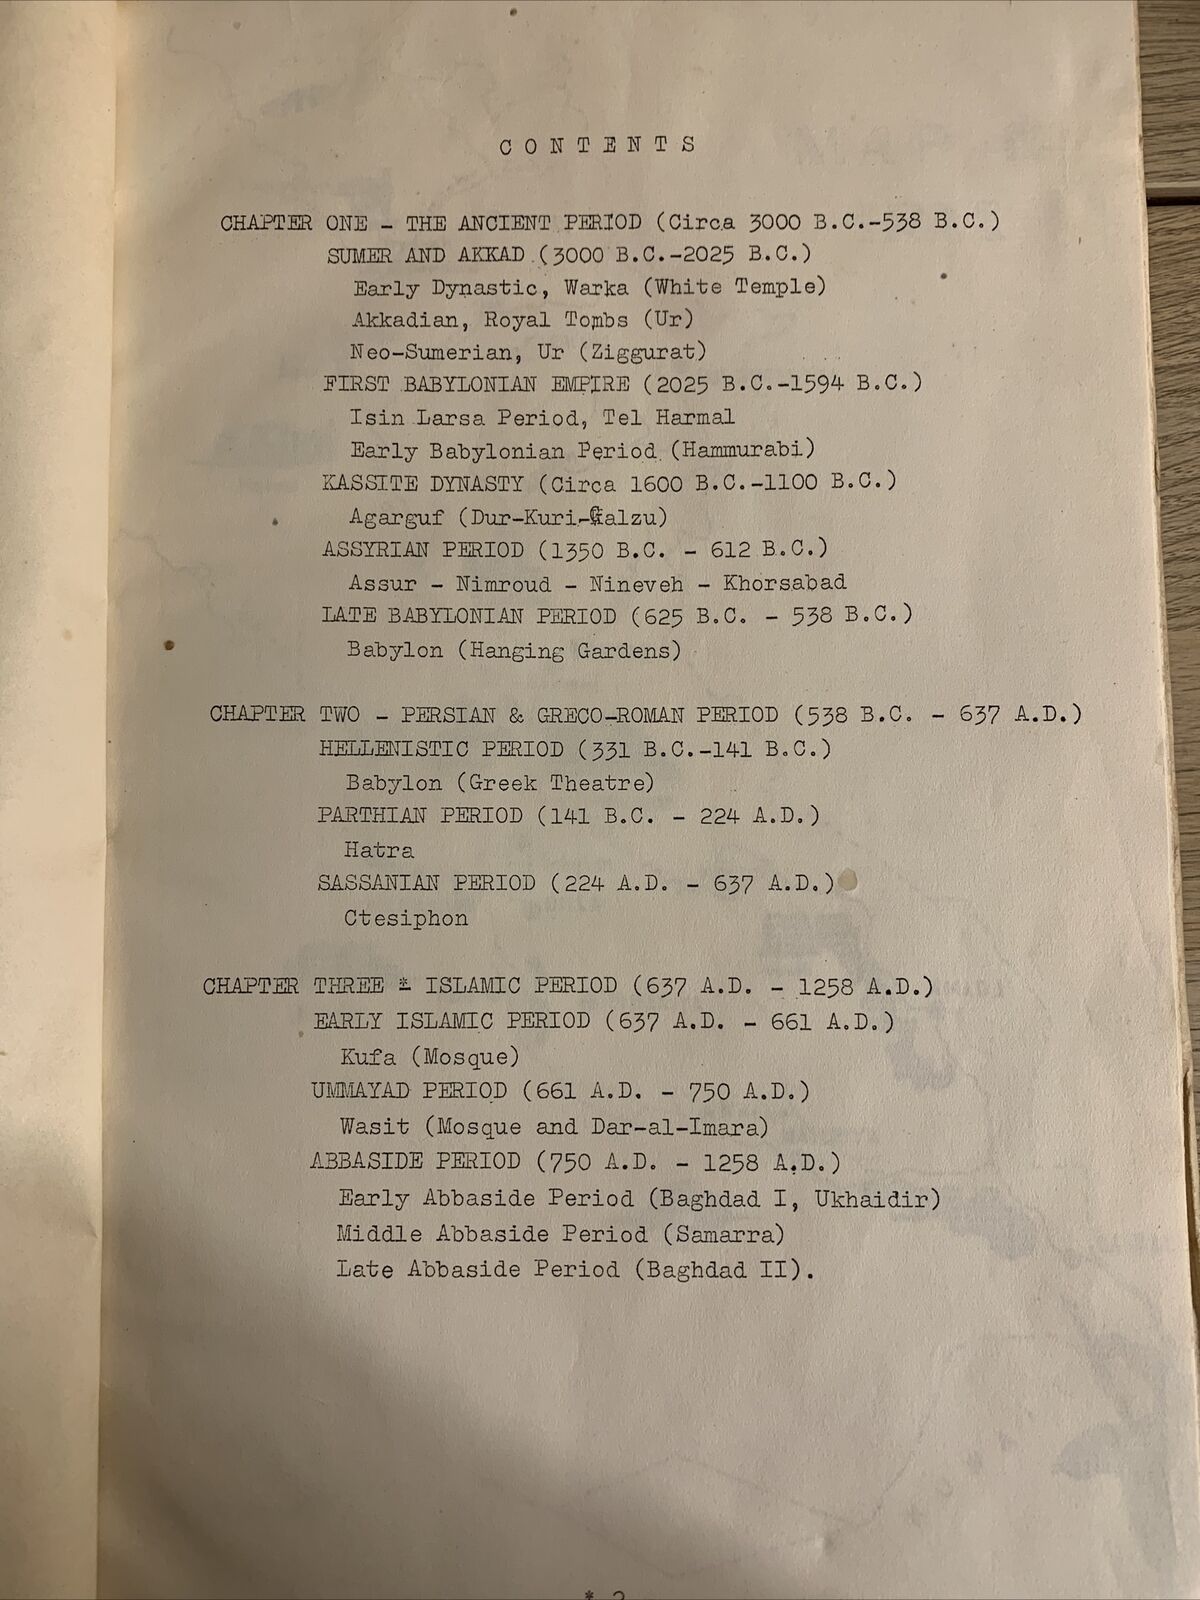 C O N T E N T S
CHAPTER ONE - THE ANCIENT PERIOD (Circa 3000 B.C.-538 B.C.)
SUMER AND AKKAD (3000 B.C.-2025 B.C.)
Early Dynastic, Warka (White Temple)
Akkadian, Royal Tombs (Ur)
Neo-Sumerian, Ur (Ziggurat)
FIRST BABYLONIAN EMPIRE (2025 B.C.-1594 B.C.)
Isin Larsa Period, Tel Harmal
Early Babylonian Period (Hammurabi)
KASSITE DYNASTY (Circa 1600 B.C.-1100 B.C.)
Agarguf (Dur-Kuri-Galzu)
ASSYRIAN PERIOD (1350 B.C. - 612 B.C.)
Assur - Nimroud - Nineveh - Khorsabad
LATE BABYLONIAN PERIOD (625 B.C. - 538 B.C.)
Babylon (Hanging Gardens)
CHAPTER TWO - PERSIAN & GRECO-ROMAN PERIOD (538 B.C. - 637 A.D.)
HELLENISTIC PERIOD (331 B.C.-141 B.C.)
Babylon (Greek Theatre)
PARTHIAN PERIOD (141 B.C. - 224 A.D.)
Hatra
SASSANIAN PERIOD (224 A.D. - 637 A.D.)
Ctesiphon
CHAPTER THREE - ISLAMIC PERIOD (637 A.D. - 1258 A.D.)
EARLY ISLAMIC PERIOD (637 A.D. - 661 A.D.)
Kufa (Mosque)
UMMAYAD PERIOD (661 A.D. - 750 A.D.)
Wasit (Mosque and Dar-al-Imara)
ABBASIDE PERIOD (750 A.D. - 1258 A.D.)
Early Abbaside Period (Baghdad I, Ukhaidir)
Middle Abbaside Period (Samarra)
Late Abbaside Period (Baghdad II).